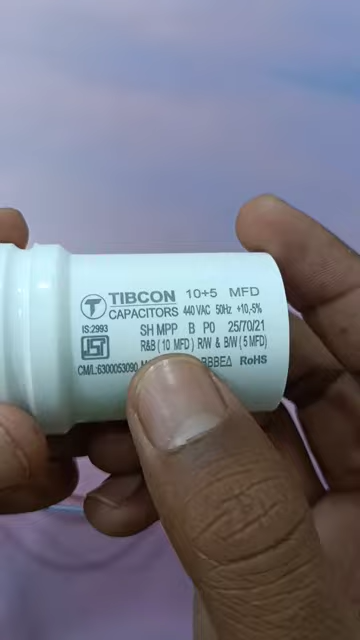 TIBCON 10+5 MFD
CAPACITORS 440 VAC 50Hz +10,-5%
IS:2993 SH MPP B P0 25/70/21
R&B ( 10 MFD ) R/W & B/W ( 5 MFD )
CM/L:6300053090 RoHS